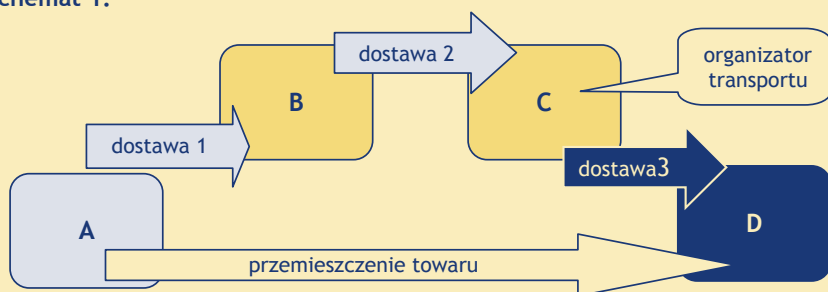 chemat 1.
dostawa 2
organizator
transportu
B
C
dostawa 1
dostawa3
A
D
przemieszczenie towaru